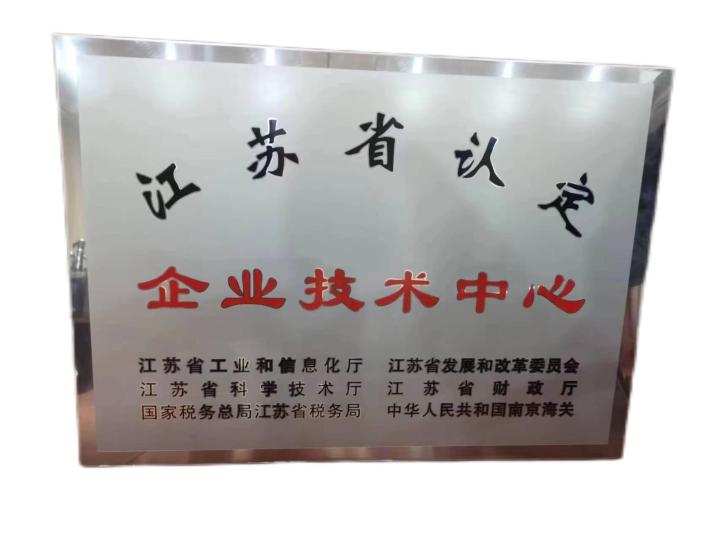 江苏省认定
企业技术中心
江苏省工业和信息化厅 江苏省发展和改革委员会
江苏省科学技术厅 江苏省财政厅
国家税务总局江苏省税务局 中华人民共和国南京海关